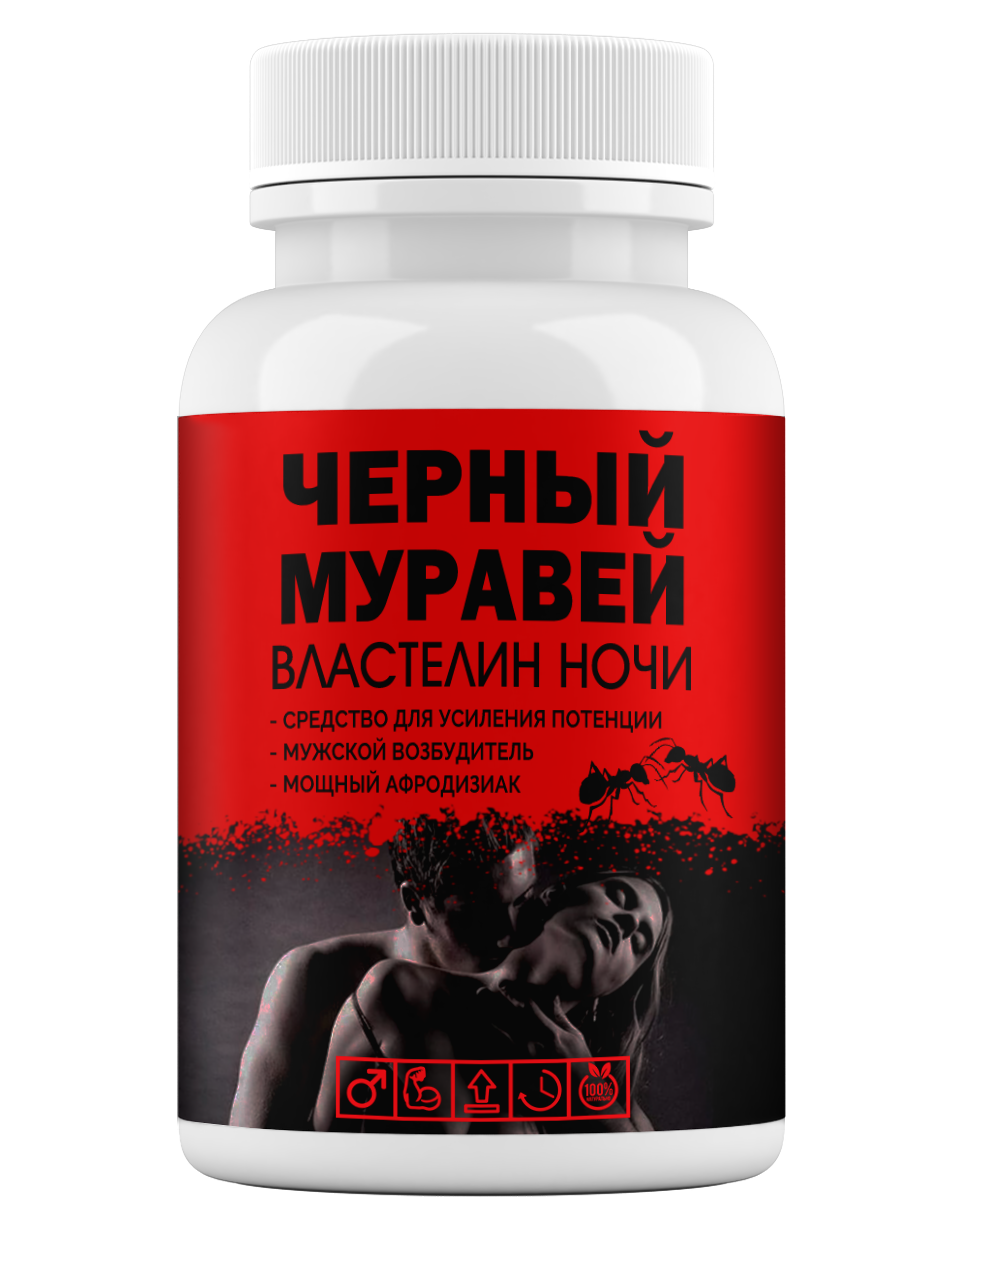 ЧЕРНЫЙ
МУРАВЕЙ
ВЛАСТЕЛИН НОЧИ
- СРЕДСТВО ДЛЯ УСИЛЕНИЯ ПОТЕНЦИИ
- МУЖСКОЙ ВОЗБУДИТЕЛЬ
- МОЩНЫЙ АФРОДИЗИАК
100%